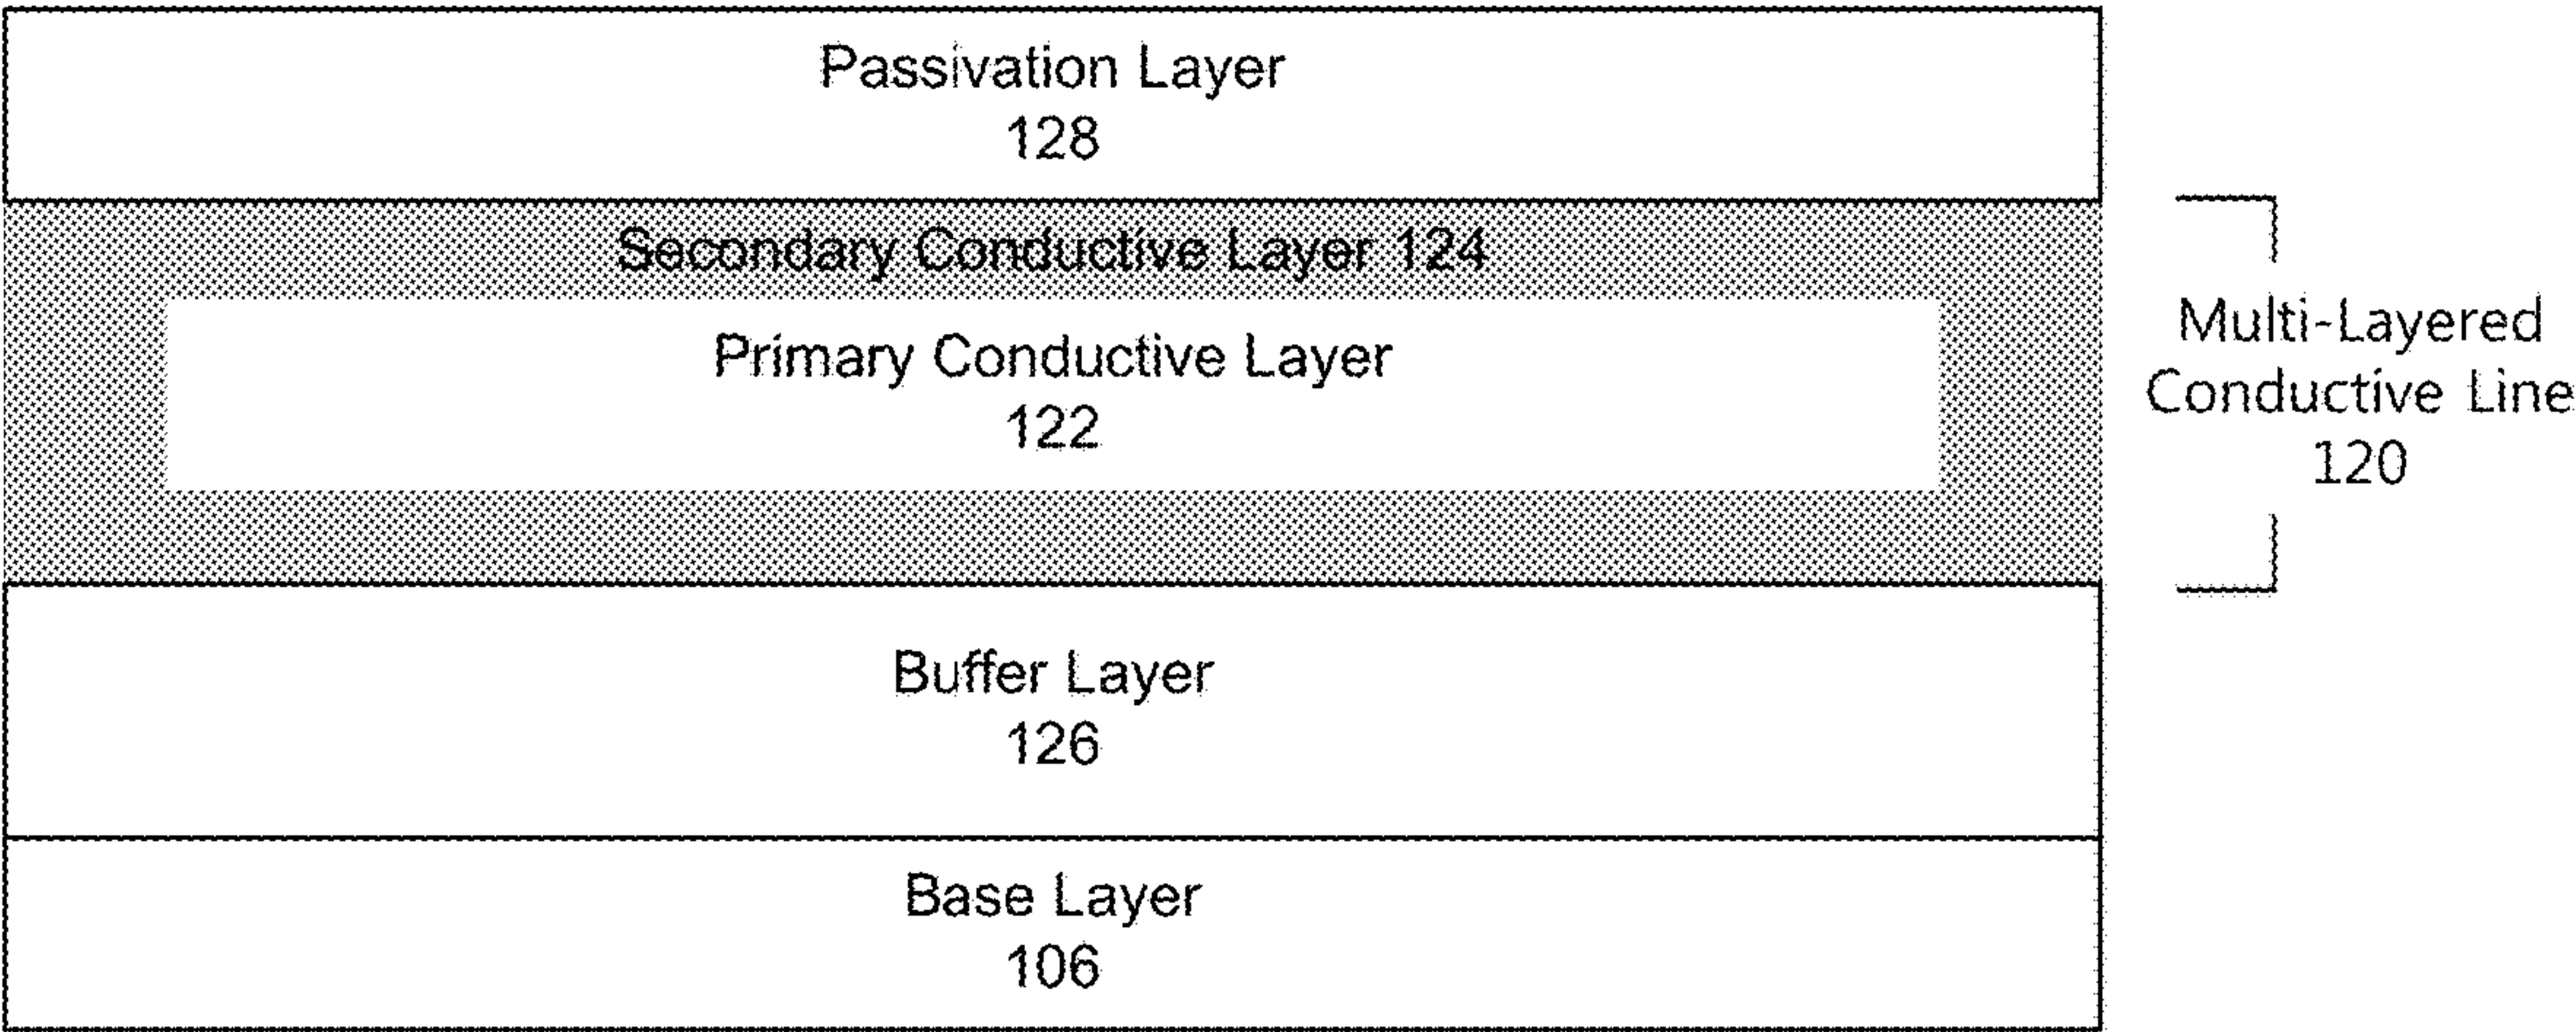 Passivation Layer
128
Secondary Conductive Layer 124
Primary Conductive Layer
122
Multi-Layered
Conductive Line
120
Buffer Layer
126
Base Layer
106